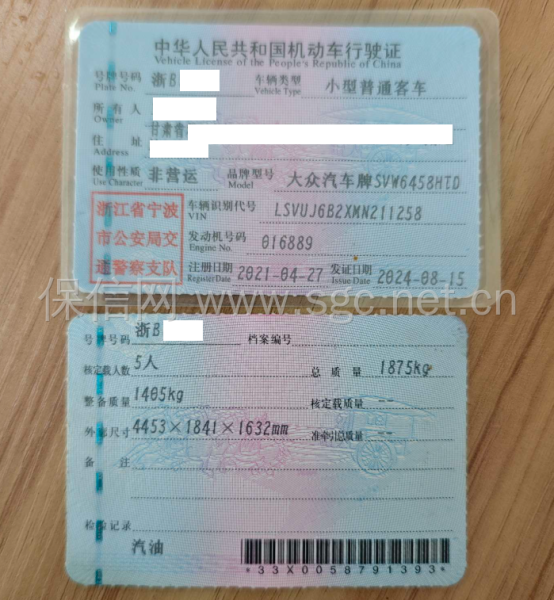 中华人民共和国机动车行驶证
Vehicle License of the People's Republic of China
号牌号码 浙B 车辆类型 小型普通客车
Plate No. Vehicle Type
所有人
Owner
住址 甘肃省
Address
使用性质 非营运 品牌型号 大众汽车牌SVW6458HTD
Use Character Model
浙江省宁波
市公安局交
通警察支队
车辆识别代号 LSVUJ6B2XMN211258
VIN
发动机号码 016889
Engine No.
注册日期 2021-04-27 发证日期 2024-08-15
Register Date Issue Date
保信网 www.sgc.net.cn
号牌号码 浙B 档案编号
核定载人数 5人 总质量 1875kg
整备质量 1405kg 核定载质量 --
外廓尺寸 4453×1841×1632mm 准牵引总质量 --
备注
检验记录
汽油
*33X0058791393*